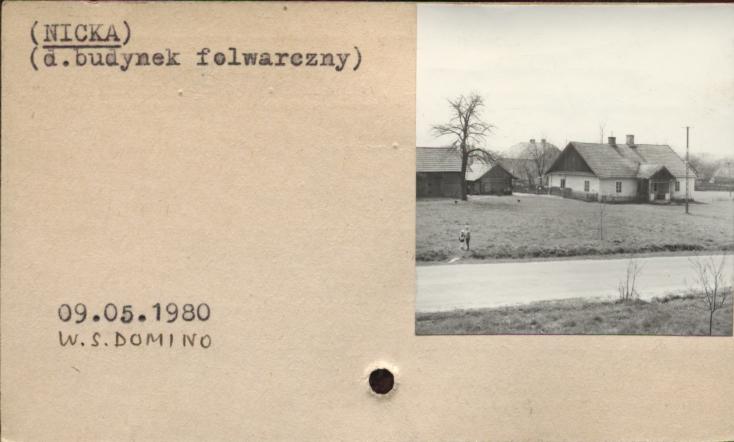 (NICKA)
(d.budynek folwarczny)
09.05.1980
W.S.DOMINO